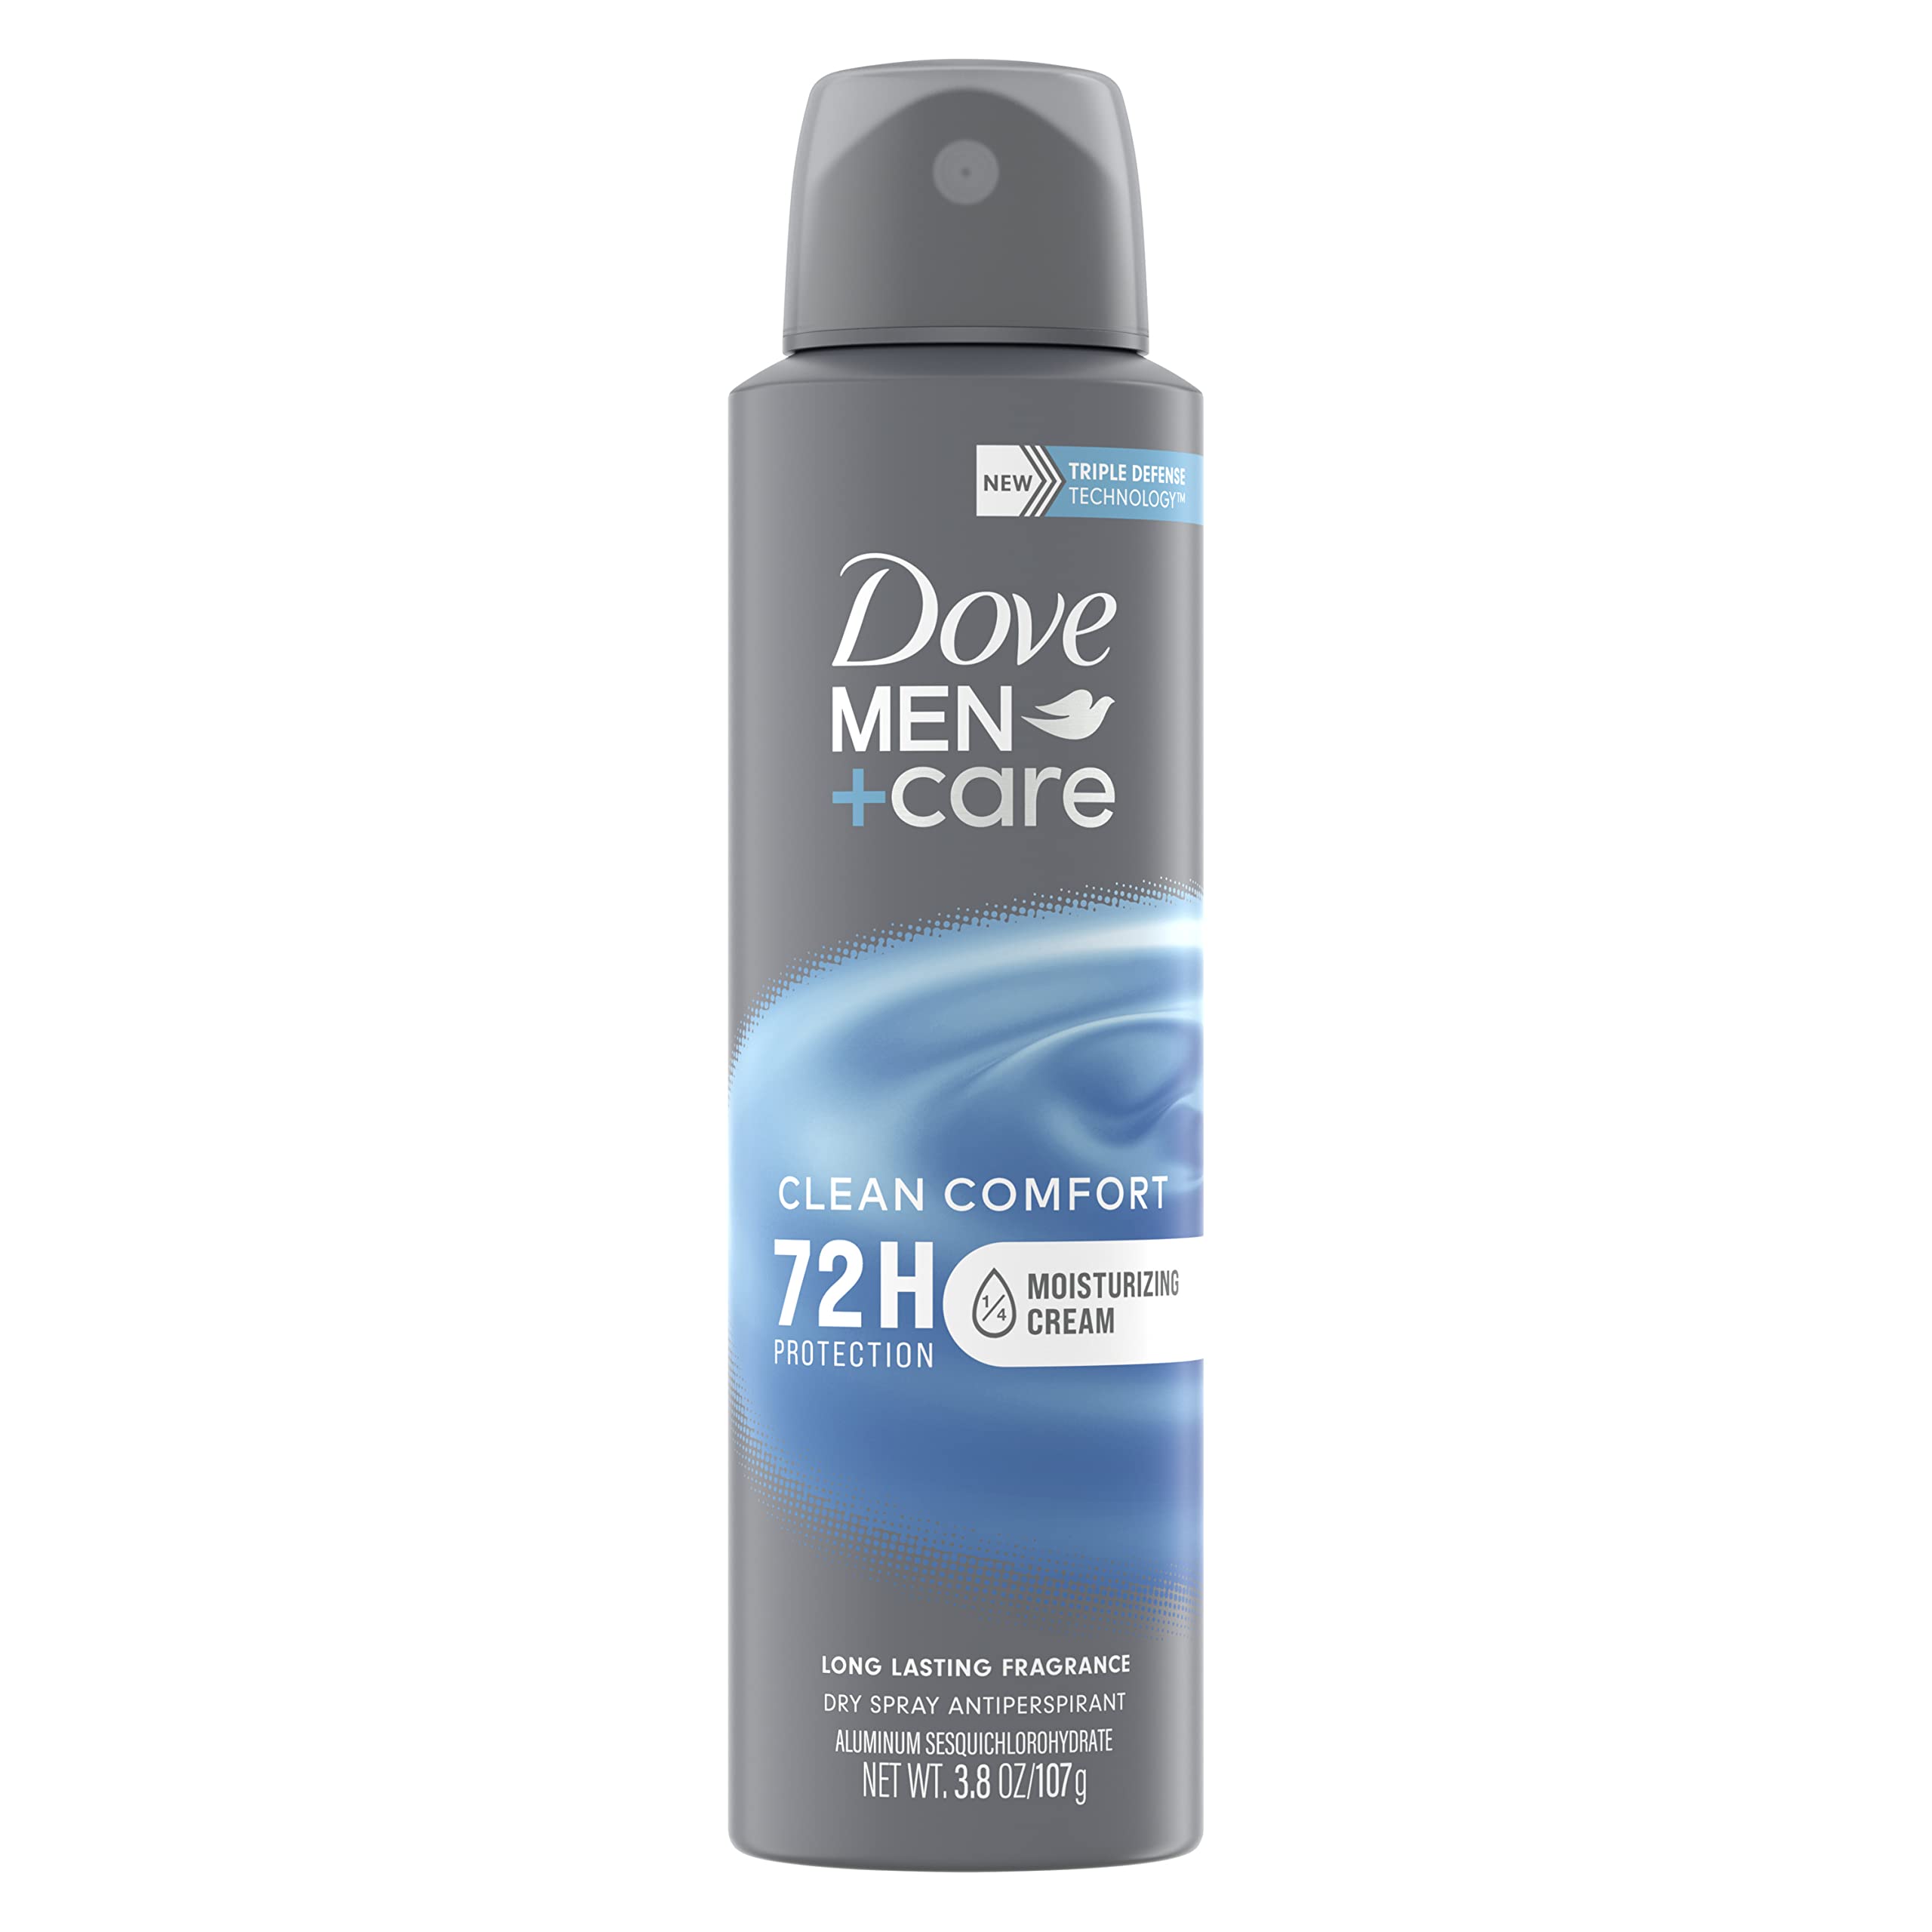 NEW
TRIPLE DEFENSE
TECHNOLOGY™
Dove
MEN
+care
CLEAN COMFORT
72H
PROTECTION
1/4
MOISTURIZING
CREAM
LONG LASTING FRAGRANCE
DRY SPRAY ANTIPERSPIRANT
ALUMINUM SESQUICHLOROHYDRATE
NET WT. 3.8 OZ/107g